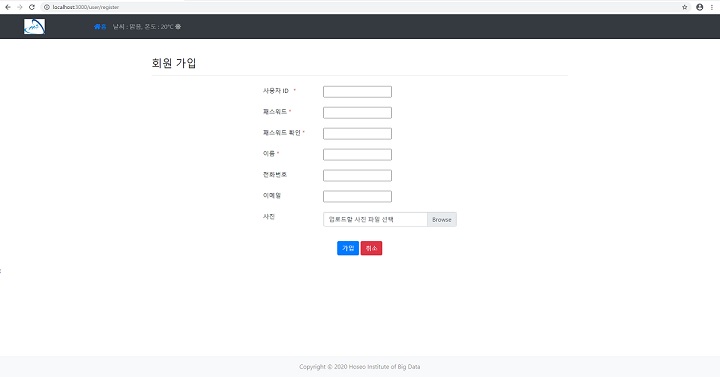 localhost:3000/user/register
홈 날씨 : 맑음, 온도 : 20°C
회원 가입
사용자 ID *
패스워드 *
패스워드 확인 *
이름 *
전화번호
이메일
사진 업로드할 사진 파일 선택 Browse
가입 취소
Copyright © 2020 Hoseo Institute of Big Data